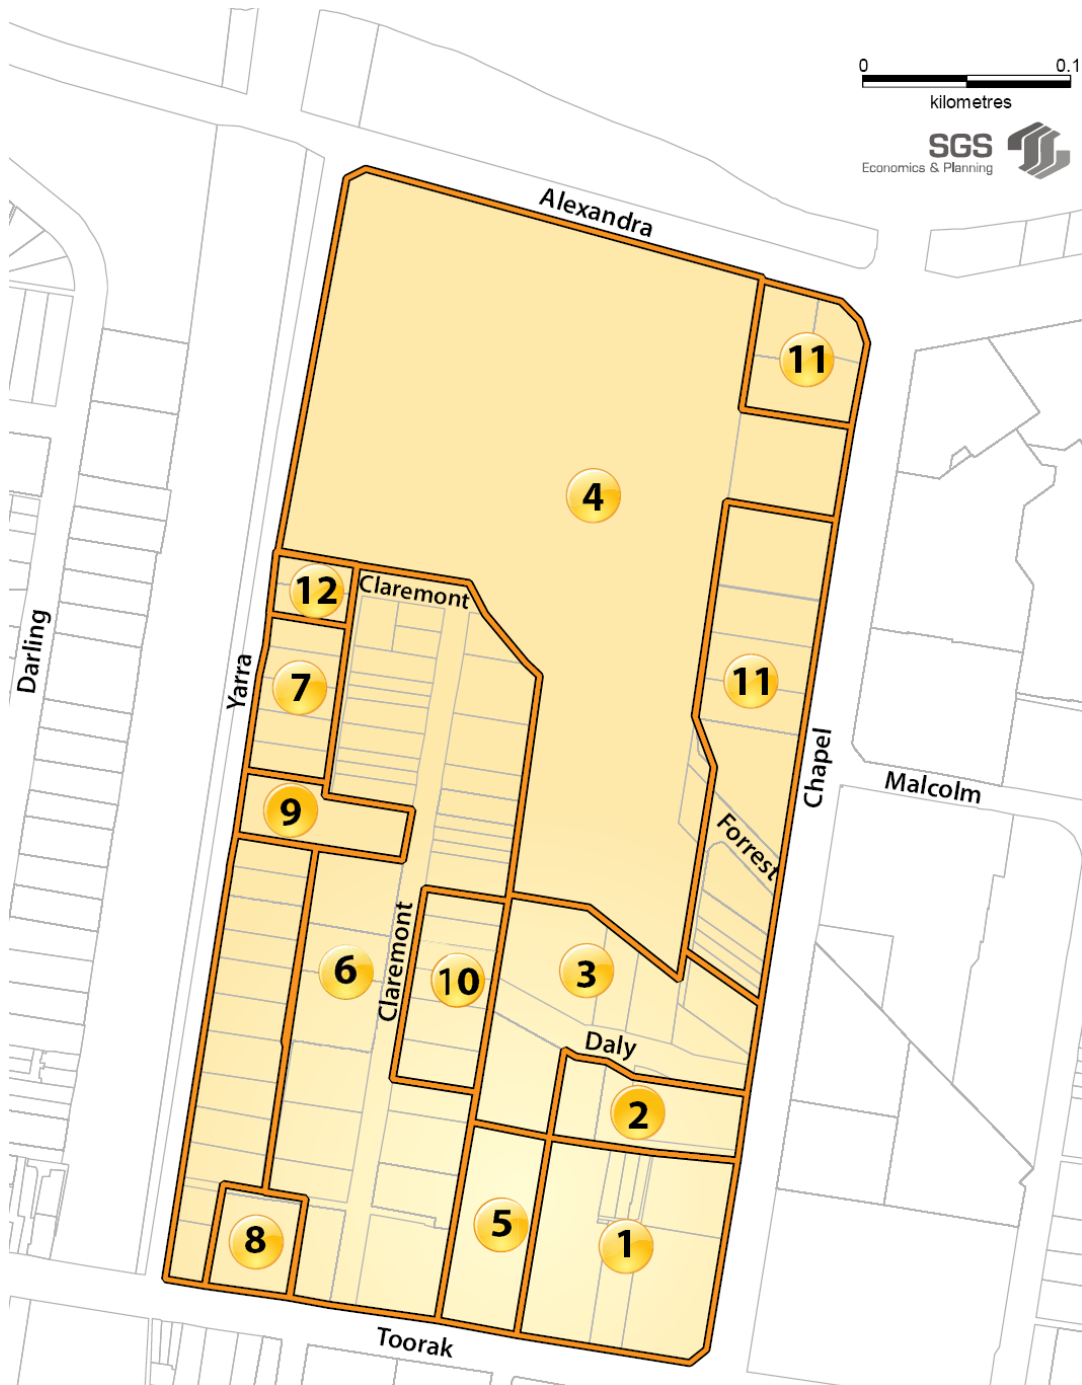 0 0.1
kilometres
SGS
Economics & Planning
Alexandra
11
4
12
Claremont
Darling
Yarra
7
11
Chapel
Malcolm
9
Forrest
Claremont
6
10
3
Daly
2
5
8
1
Toorak